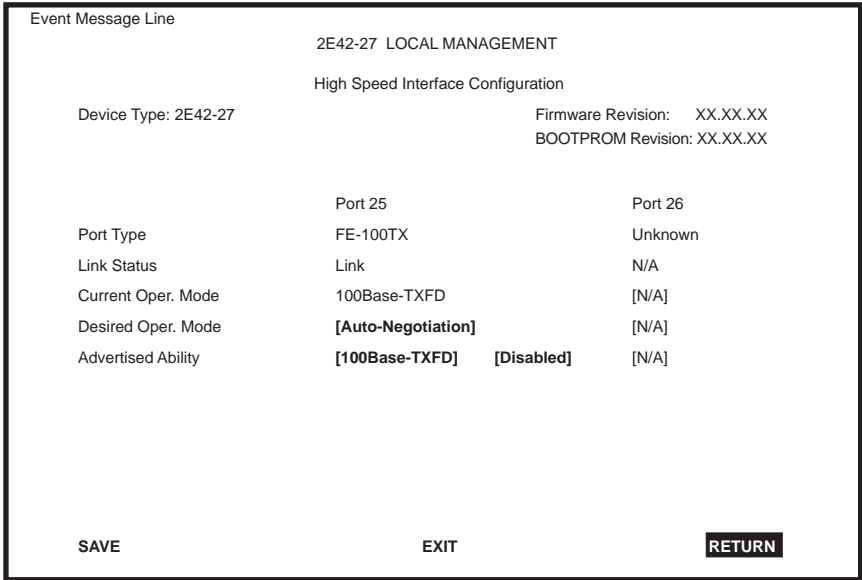 Event Message Line
2E42-27 LOCAL MANAGEMENT
High Speed Interface Configuration
Device Type: 2E42-27 Firmware Revision: XX.XX.XX
BOOTPROM Revision: XX.XX.XX
Port 25 Port 26
Port Type FE-100TX Unknown
Link Status Link N/A
Current Oper. Mode 100Base-TXFD [N/A]
Desired Oper. Mode [Auto-Negotiation] [N/A]
Advertised Ability [100Base-TXFD] [Disabled] [N/A]
SAVE EXIT RETURN